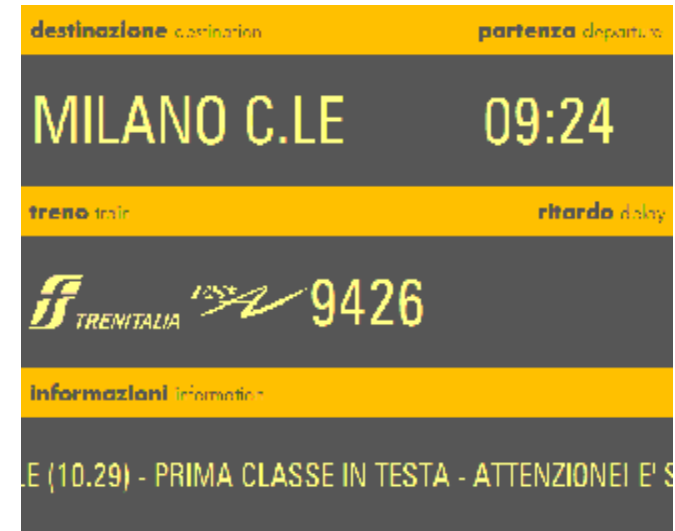 destinazione destination partenza departure
MILANO C.LE 09:24
treno train ritardo delay
TRENITALIA 9426
informazioni information
.E (10.29) - PRIMA CLASSE IN TESTA - ATTENZIONE! E' S